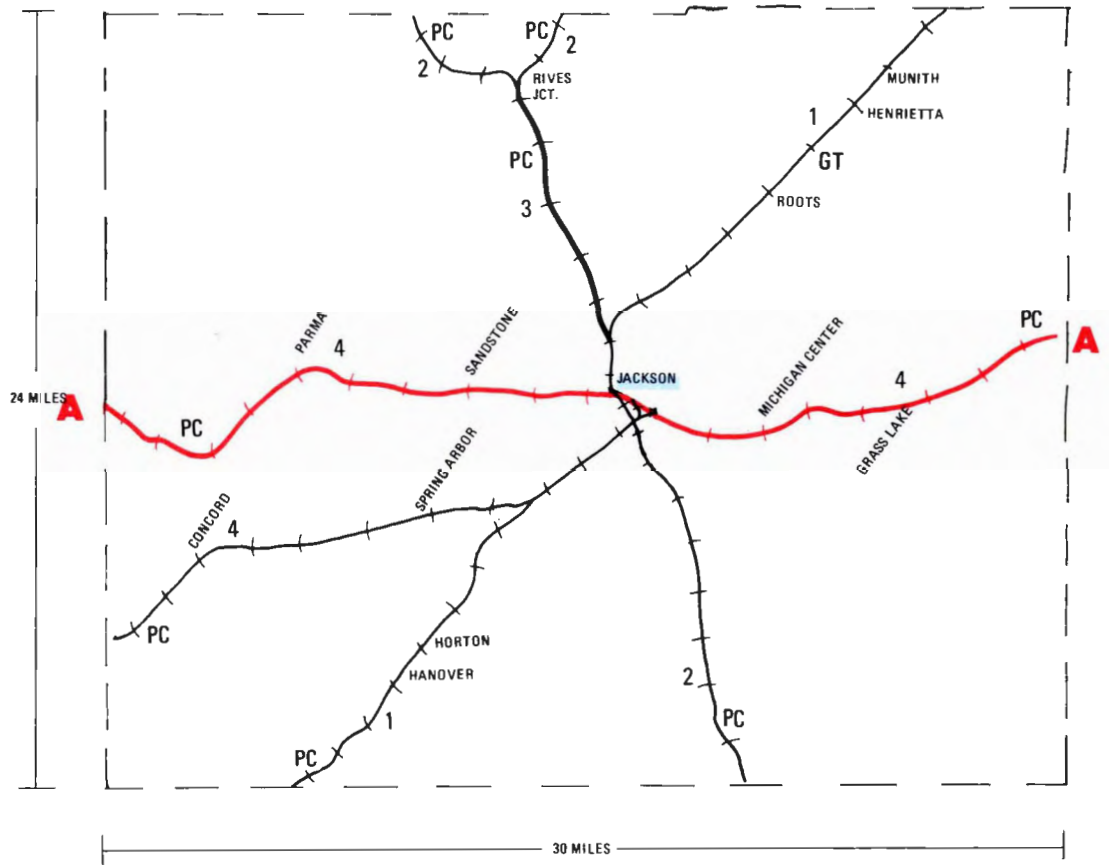 PC
PC
2
2
RIVES
JCT.
MUNITH
HENRIETTA
1
GT
PC
3
ROOTS
PARMA
4
SANDSTONE
MICHIGAN CENTER
PC
A
JACKSON
4
24 MILES
A
PC
GRASS LAKE
SPRING ARBOR
CONCORD
4
PC
HORTON
HANOVER
2
1
PC
PC
30 MILES